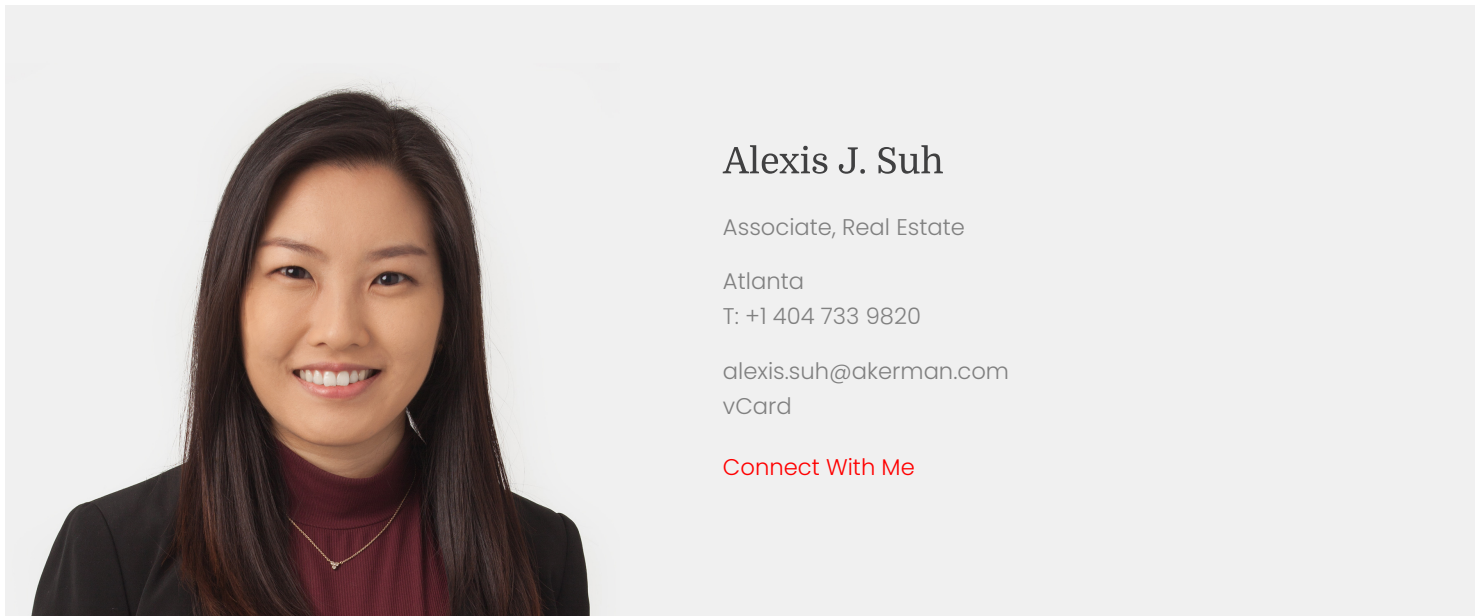 Alexis J. Suh
Associate, Real Estate
Atlanta
T: +1 404 733 9820
alexis.suh@akerman.com
vCard
Connect With Me